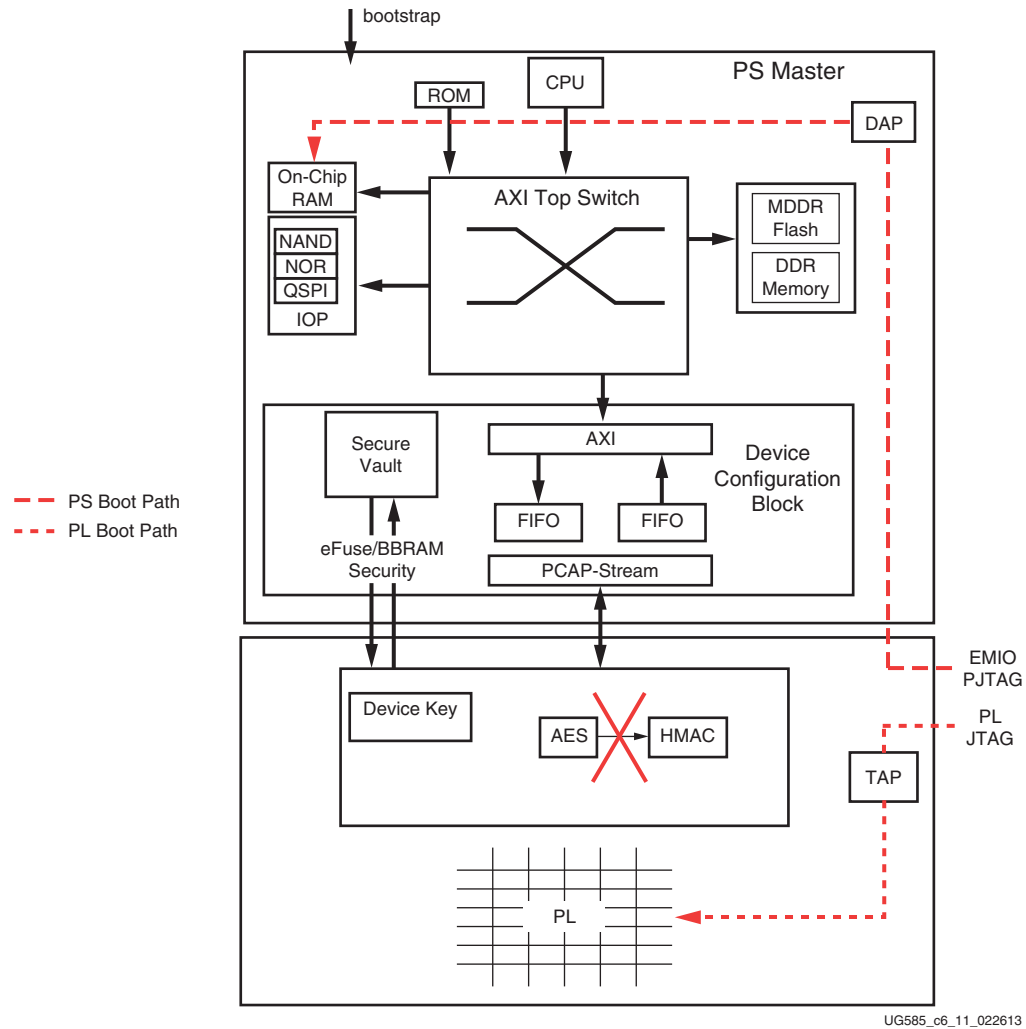 bootstrap
PS Master
ROM
CPU
DAP
On-Chip
RAM
AXI Top Switch
MDDR
Flash
DDR
Memory
NAND
NOR
QSPI
IOP
Secure
Vault
AXI
Device
Configuration
Block
FIFO
FIFO
PS Boot Path
PL Boot Path
eFuse/BBRAM
Security
PCAP-Stream
EMIO
PJTAG
PL
JTAG
Device Key
AES
HMAC
TAP
PL
UG585_c6_11_022613